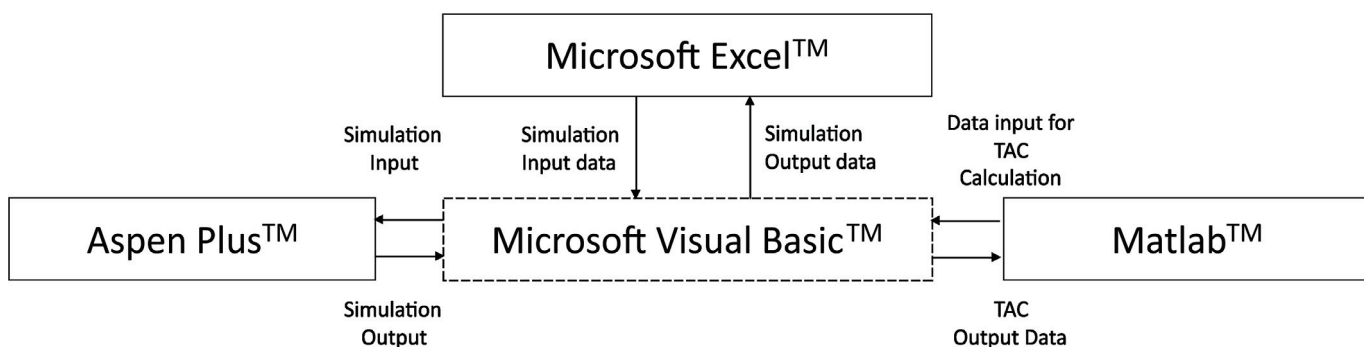 Microsoft Excel™
Simulation
Input
Simulation
Input data
Simulation
Output data
Data input for
TAC
Calculation
Aspen Plus™
Microsoft Visual Basic™
Matlab™
Simulation
Output
TAC
Output Data